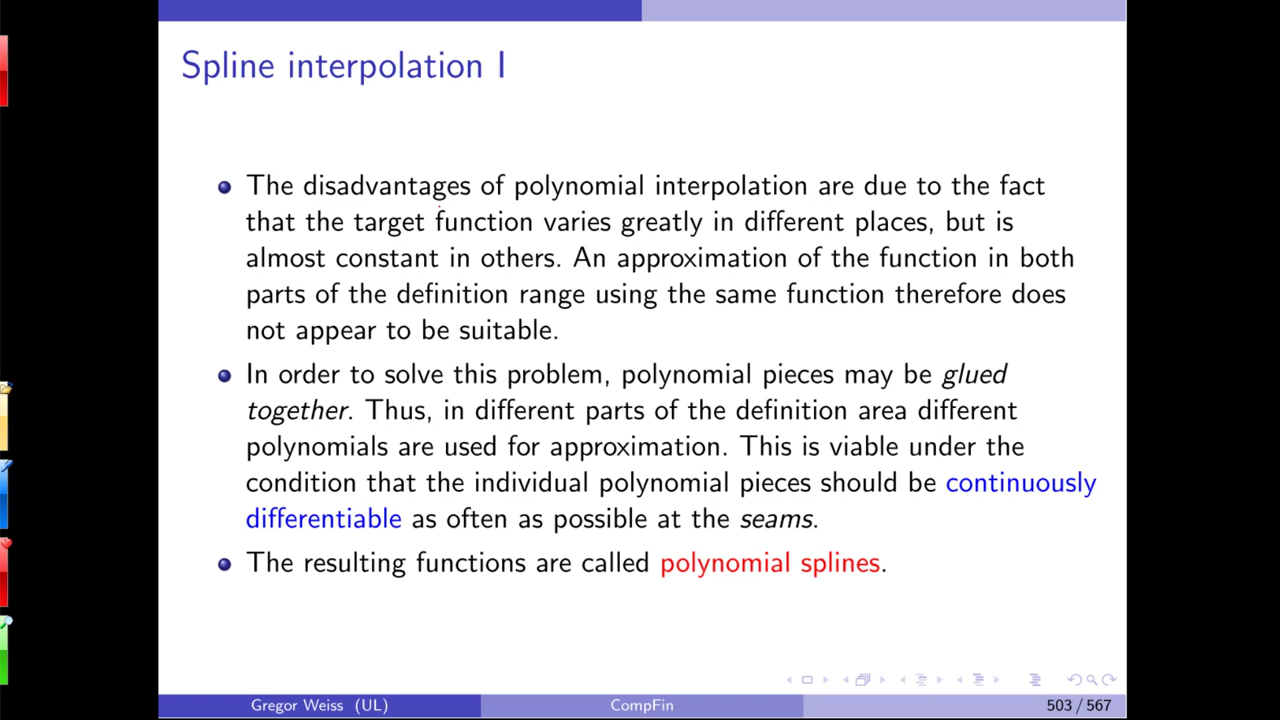 Spline interpolation I
The disadvantages of polynomial interpolation are due to the fact
that the target function varies greatly in different places, but is
almost constant in others. An approximation of the function in both
parts of the definition range using the same function therefore does
not appear to be suitable.
In order to solve this problem, polynomial pieces may be glued
together. Thus, in different parts of the definition area different
polynomials are used for approximation. This is viable under the
condition that the individual polynomial pieces should be continuously
differentiable as often as possible at the seams.
The resulting functions are called polynomial splines.
Gregor Weiss (UL) CompFin 503 / 567